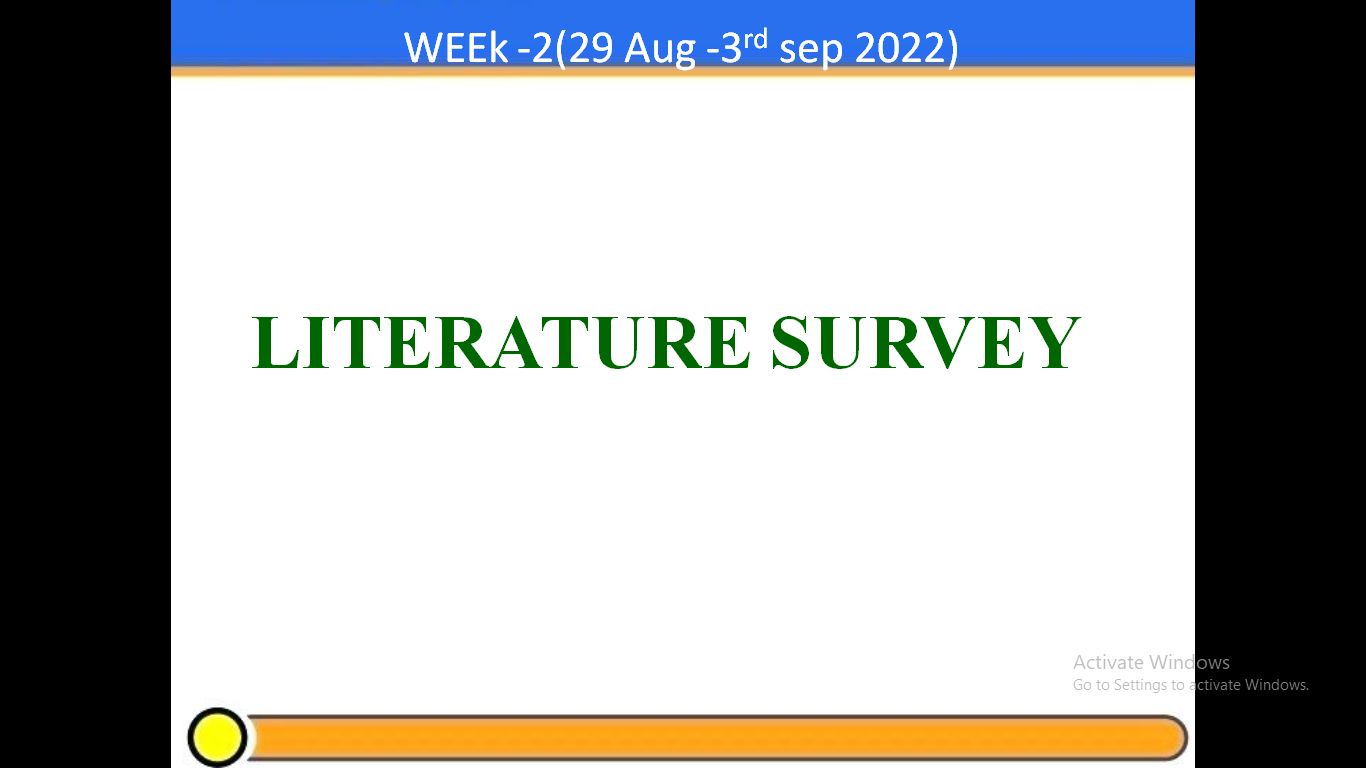 WEEk -2(29 Aug -3rd sep 2022)
LITERATURE SURVEY
Activate Windows
Go to Settings to activate Windows.